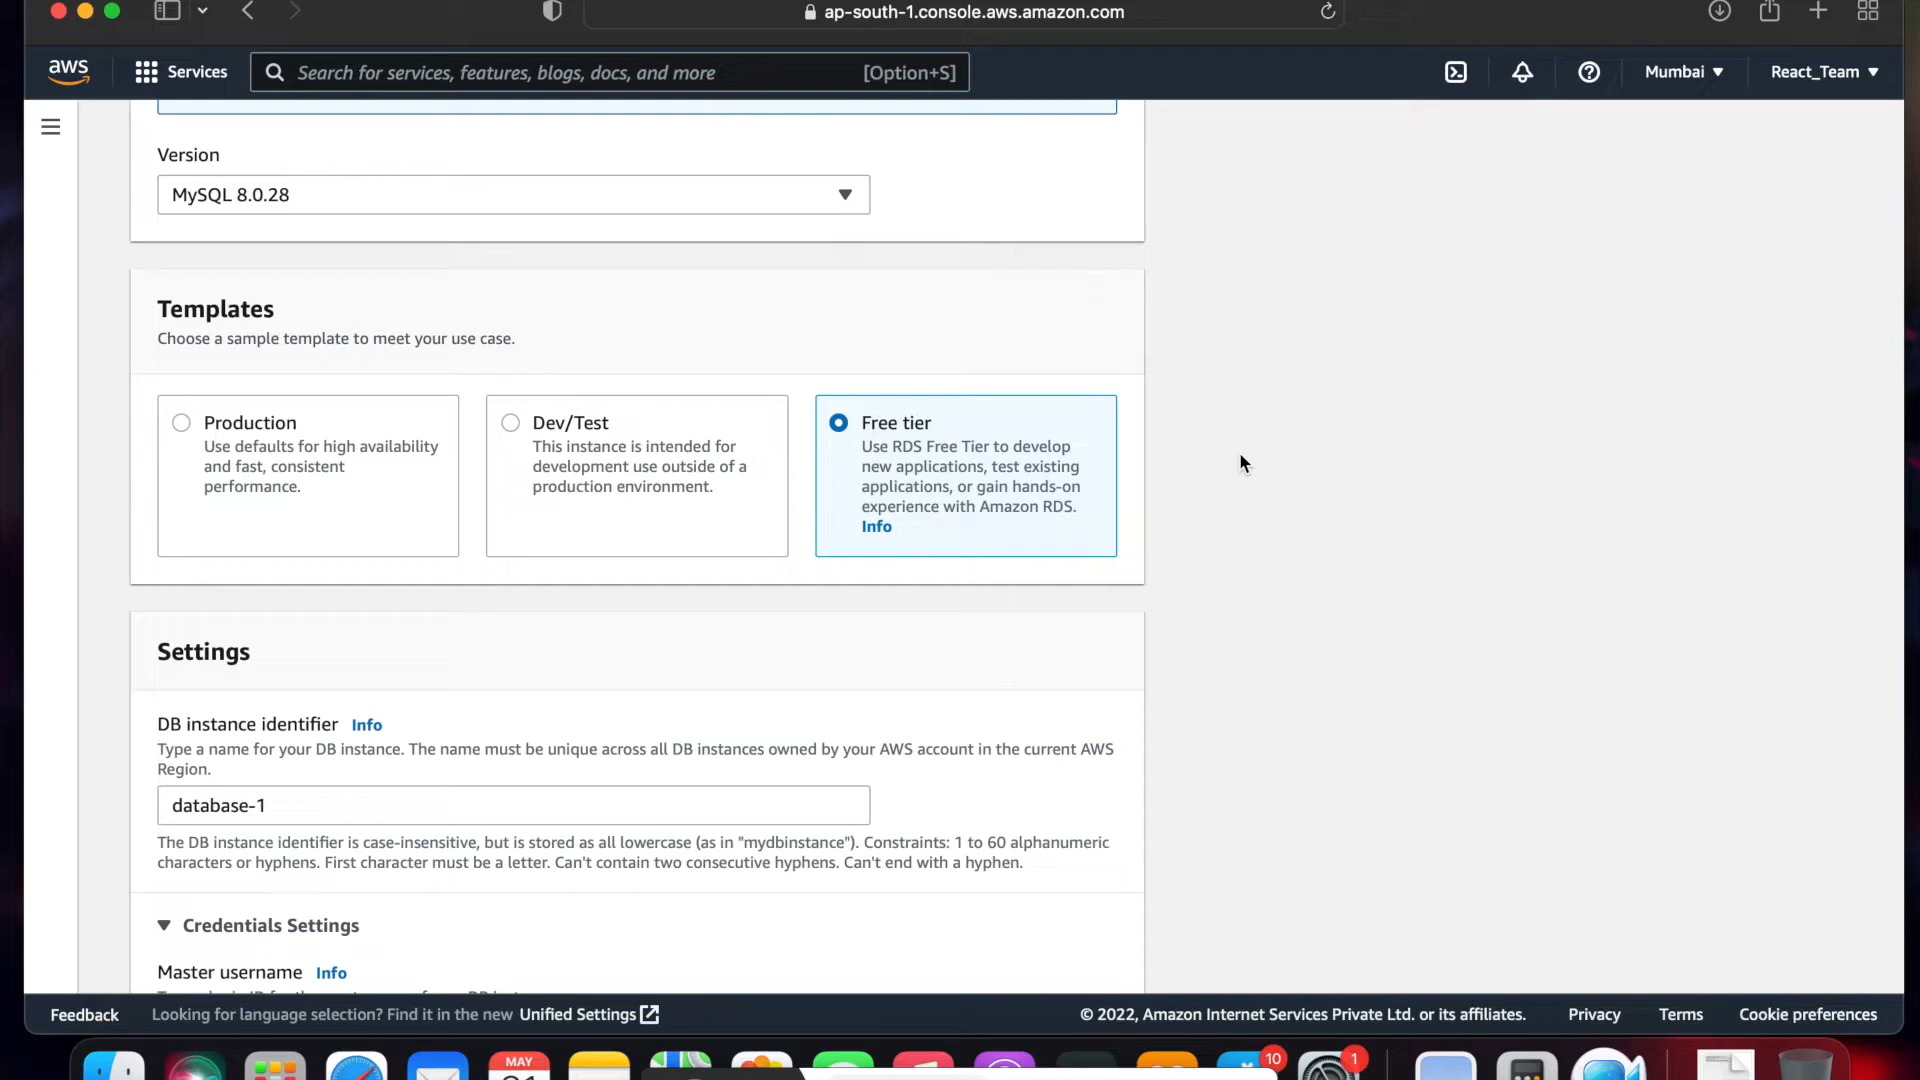 ap-south-1.console.aws.amazon.com
aws
Services
Search for services, features, blogs, docs, and more
[Option+S]
Mumbai
React_Team
Version
MySQL 8.0.28
Templates
Choose a sample template to meet your use case.
Production
Use defaults for high availability
and fast, consistent
performance.
Dev/Test
This instance is intended for
development use outside of a
production environment.
Free tier
Use RDS Free Tier to develop
new applications, test existing
applications, or gain hands-on
experience with Amazon RDS.
Info
Settings
DB instance identifier Info
Type a name for your DB instance. The name must be unique across all DB instances owned by your AWS account in the current AWS
Region.
database-1
The DB instance identifier is case-insensitive, but is stored as all lowercase (as in "mydbinstance"). Constraints: 1 to 60 alphanumeric
characters or hyphens. First character must be a letter. Can't contain two consecutive hyphens. Can't end with a hyphen.
Credentials Settings
Master username Info
Feedback
Looking for language selection? Find it in the new Unified Settings
© 2022, Amazon Internet Services Private Ltd. or its affiliates.
Privacy
Terms
Cookie preferences
MAY
10
1